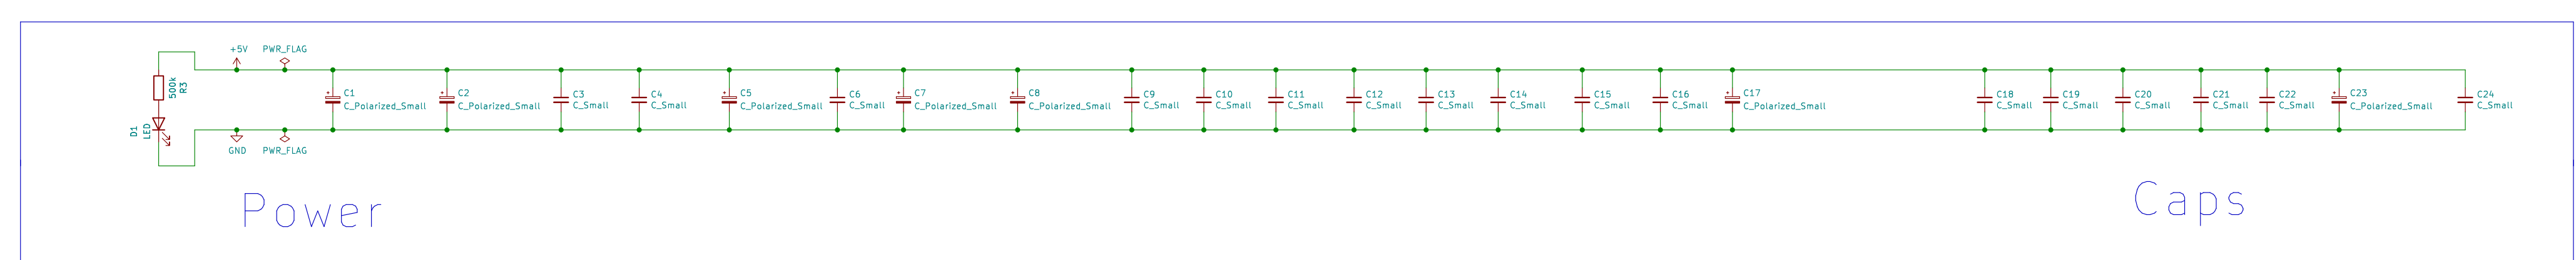 +5V
PWR_FLAG
500k
R3
D1
LED
GND
PWR_FLAG
C1
C_Polarized_Small
C2
C_Polarized_Small
C3
C_Small
C4
C_Small
C5
C_Polarized_Small
C6
C_Small
C7
C_Polarized_Small
C8
C_Polarized_Small
C9
C_Small
C10
C_Small
C11
C_Small
C12
C_Small
C13
C_Small
C14
C_Small
C15
C_Small
C16
C_Small
C17
C_Polarized_Small
C18
C_Small
C19
C_Small
C20
C_Small
C21
C_Small
C22
C_Small
C23
C_Polarized_Small
C24
C_Small
Power
Caps